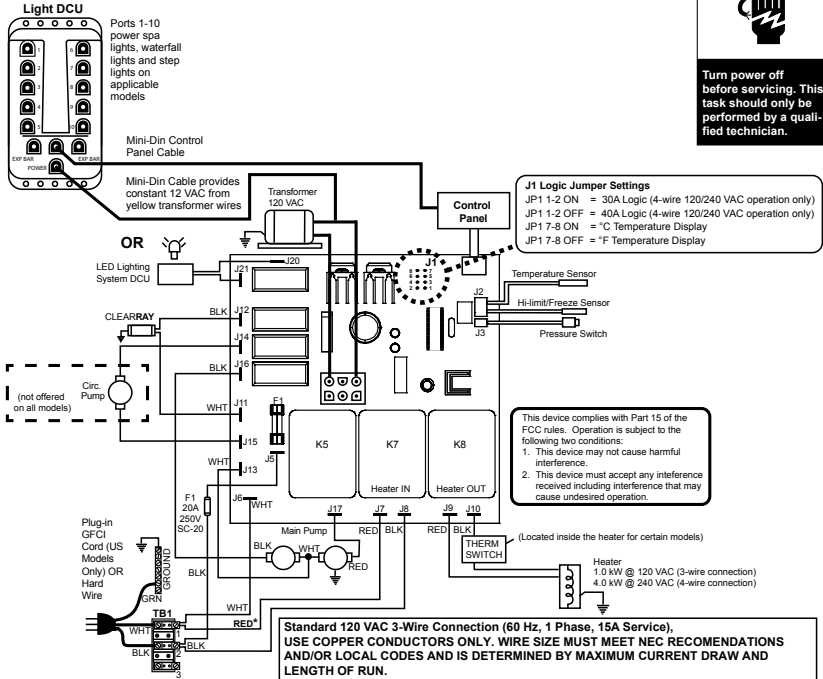 Light DCU
Ports 1-10
power spa
lights, waterfall
lights and step
lights on
applicable
models
1
2
3
4
5
6
7
8
9
10
EXP BAR
EXP BAR
POWER
Mini-Din Control
Panel Cable
Mini-Din Cable provides
constant 12 VAC from
yellow transformer wires
Transformer
120 VAC
Control
Panel
Turn power off
before servicing. This
task should only be
performed by a quali-
fied technician.
J1 Logic Jumper Settings
JP1 1-2 ON = 30A Logic (4-wire 120/240 VAC operation only)
JP1 1-2 OFF = 40A Logic (4-wire 120/240 VAC operation only)
JP1 7-8 ON = °C Temperature Display
JP1 7-8 OFF = °F Temperature Display
OR
LED Lighting
System DCU
J20
J21
J1
J2
J3
Temperature Sensor
Hi-limit/Freeze Sensor
Pressure Switch
CLEARRAY
BLK
J12
J14
BLK
J16
(not offered
on all models)
Circ.
Pump
WHT
J11
J15
WHT
J13
F1
J5
K5
K7
K8
Heater IN
Heater OUT
This device complies with Part 15 of the
FCC rules. Operation is subject to the
following two conditions:
1. This device may not cause harmful
interference.
2. This device must accept any inteference
received including interference that may
cause undesired operation.
F1
20A
250V
SC-20
J6
WHT
J17
J7
J8
J9
J10
Main Pump
RED
BLK
RED
BLK
BLK
WHT
RED
THERM
SWITCH
(Located inside the heater for certain models)
Heater
1.0 kW @ 120 VAC (3-wire connection)
4.0 kW @ 240 VAC (4-wire connection)
Plug-in
GFCI
Cord (US
Models
Only) OR
Hard
Wire
GROUND
GRN
BLK
TB1
WHT
RED*
WHT
BLK
BLK
1
2
3
Standard 120 VAC 3-Wire Connection (60 Hz, 1 Phase, 15A Service),
USE COPPER CONDUCTORS ONLY. WIRE SIZE MUST MEET NEC RECOMENDATIONS
AND/OR LOCAL CODES AND IS DETERMINED BY MAXIMUM CURRENT DRAW AND
LENGTH OF RUN.